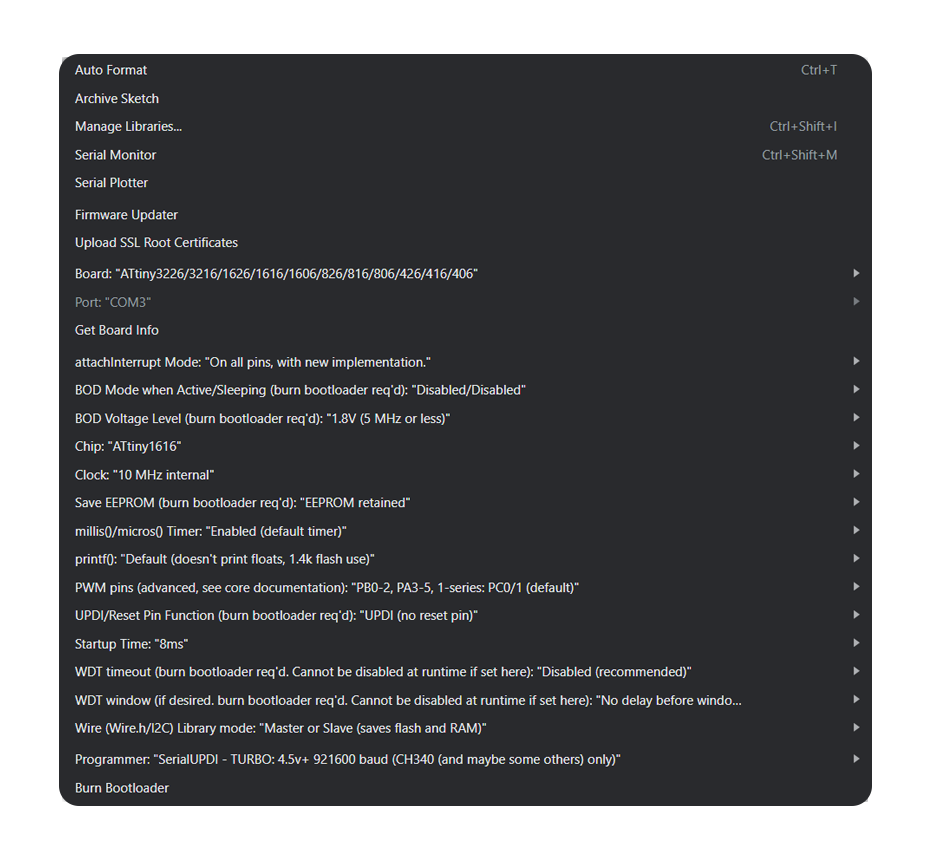 Auto Format Ctrl+T
Archive Sketch
Manage Libraries... Ctrl+Shift+I
Serial Monitor Ctrl+Shift+M
Serial Plotter
Firmware Updater
Upload SSL Root Certificates
Board: "ATtiny3226/3216/1626/1616/1606/826/816/806/426/416/406"
Port: "COM3"
Get Board Info
attachInterrupt Mode: "On all pins, with new implementation."
BOD Mode when Active/Sleeping (burn bootloader req'd): "Disabled/Disabled"
BOD Voltage Level (burn bootloader req'd): "1.8V (5 MHz or less)"
Chip: "ATtiny1616"
Clock: "10 MHz internal"
Save EEPROM (burn bootloader req'd): "EEPROM retained"
millis()/micros() Timer: "Enabled (default timer)"
printf(): "Default (doesn't print floats, 1.4k flash use)"
PWM pins (advanced, see core documentation): "PB0-2, PA3-5, 1-series: PC0/1 (default)"
UPDI/Reset Pin Function (burn bootloader req'd): "UPDI (no reset pin)"
Startup Time: "8ms"
WDT timeout (burn bootloader req'd. Cannot be disabled at runtime if set here): "Disabled (recommended)"
WDT window (if desired. burn bootloader req'd. Cannot be disabled at runtime if set here): "No delay before windo...
Wire (Wire.h/I2C) Library mode: "Master or Slave (saves flash and RAM)"
Programmer: "SerialUPDI - TURBO: 4.5v+ 921600 baud (CH340 (and maybe some others) only)"
Burn Bootloader